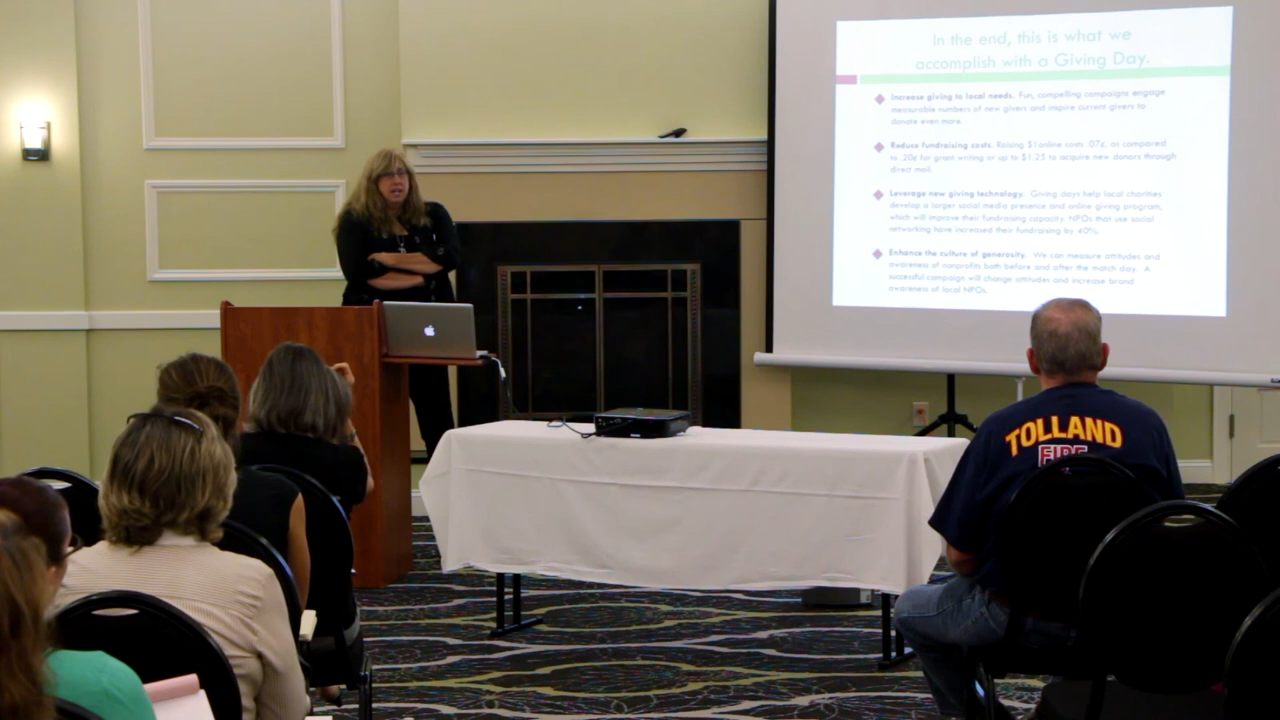 In the end, this is what we
accomplish with a Giving Day.
Increase giving to local needs. Fun, compelling campaigns engage
measurable numbers of new givers and inspire current givers to
donate even more.
Reduce fundraising costs. Raising $1online costs .07¢, as compared
to .20¢ for grant writing or up to $1.25 to acquire new donors through
direct mail.
Leverage new giving technology. Giving days help local charities
develop a larger social media presence and online giving program,
which will improve their fundraising capacity. NPOs that use social
networking have increased their fundraising by 40%.
Enhance the culture of generosity. We can measure attitudes and
awareness of nonprofits both before and after the match day. A
successful campaign will change attitudes and increase brand
awareness of local NPOs.
TOLLAND
FIRE